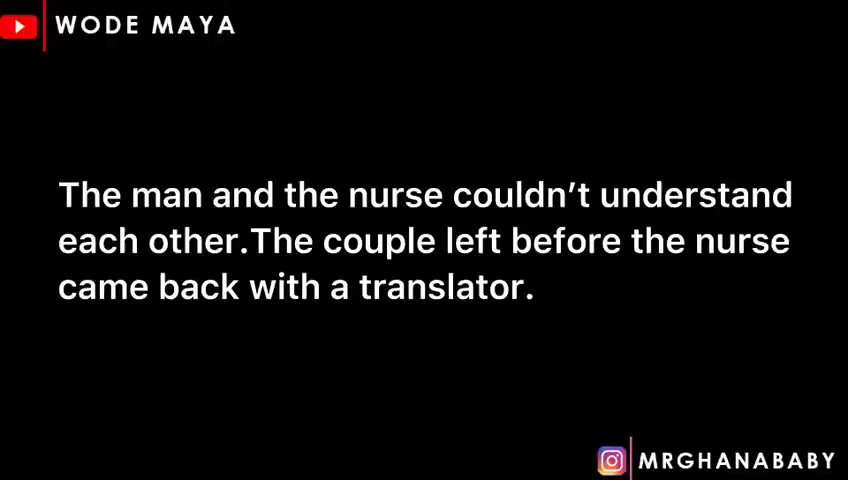 WODE MAYA
The man and the nurse couldn’t understand
each other.The couple left before the nurse
came back with a translator.
MRGHANABABY